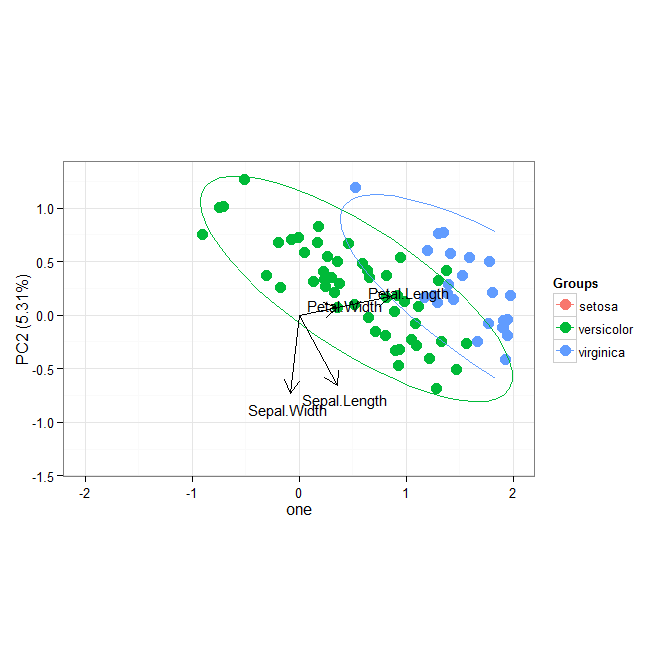 1.0
0.5
0.0
-0.5
-1.0
-1.5
PC2 (5.31%)
Petal.Length
Petal.Width
Sepal.Length
Sepal.Width
-2
-1
0
1
2
one
Groups
setosa
versicolor
virginica